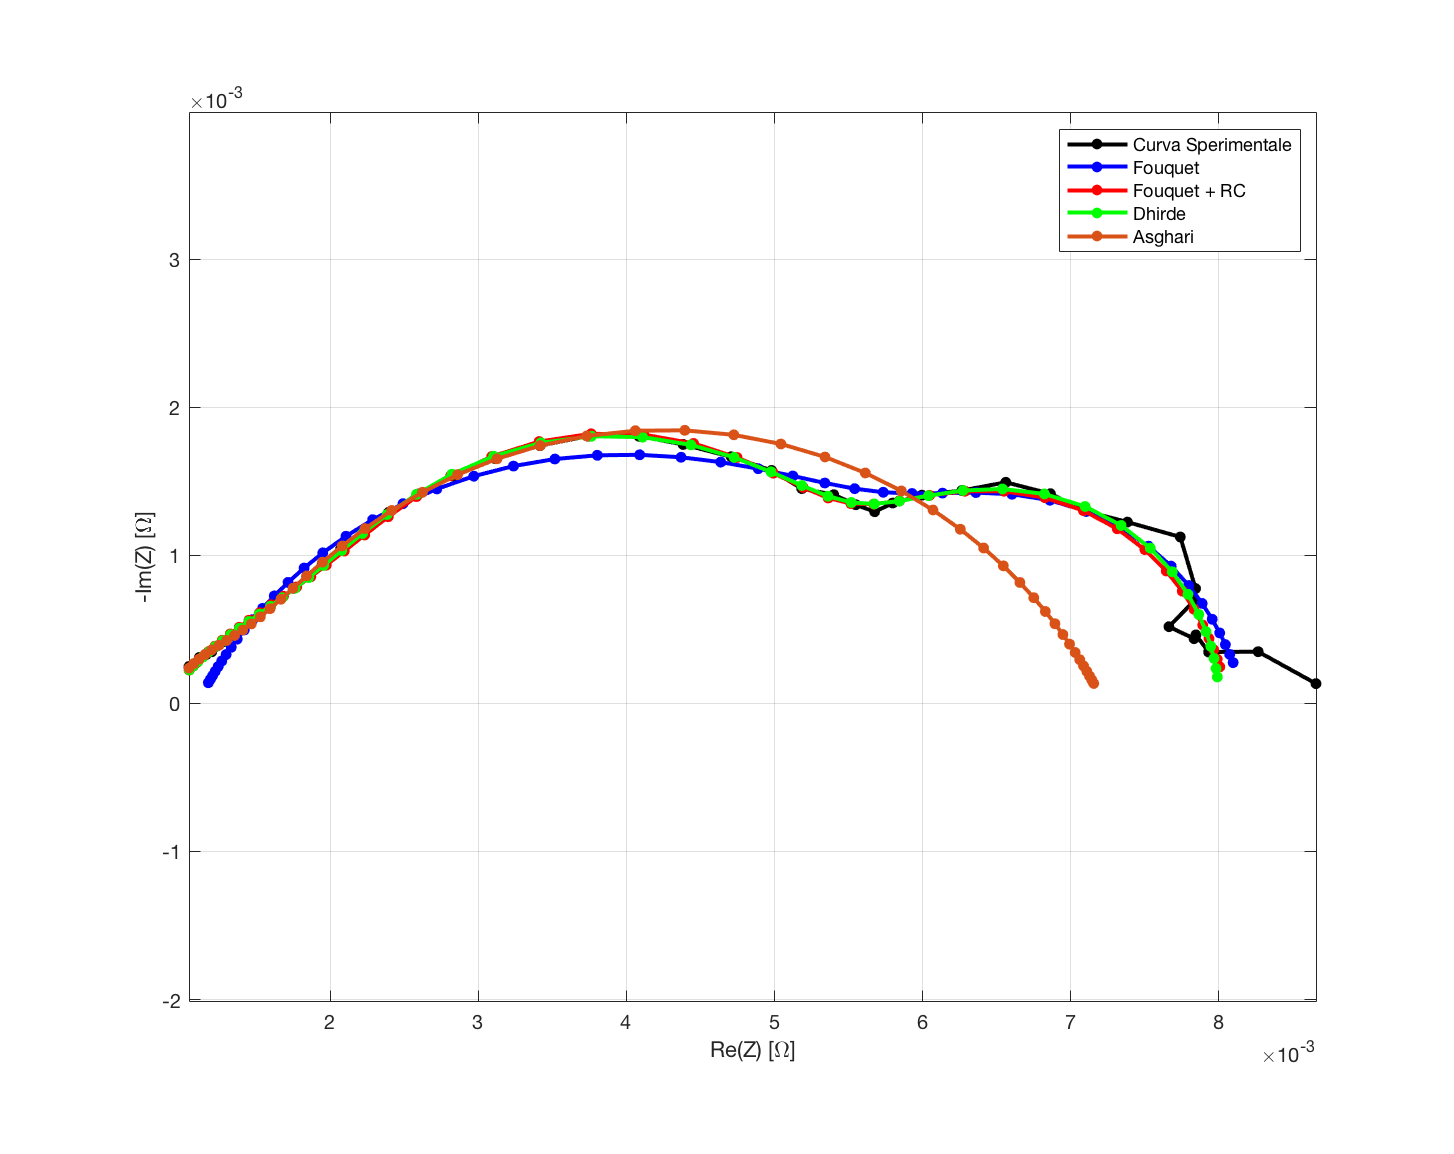 ×10-3
Curva Sperimentale
Fouquet
Fouquet + RC
Dhirde
Asghari
3
2
1
0
-1
-2
-Im(Z) [Ω]
2 3 4 5 6 7 8
Re(Z) [Ω]
×10-3